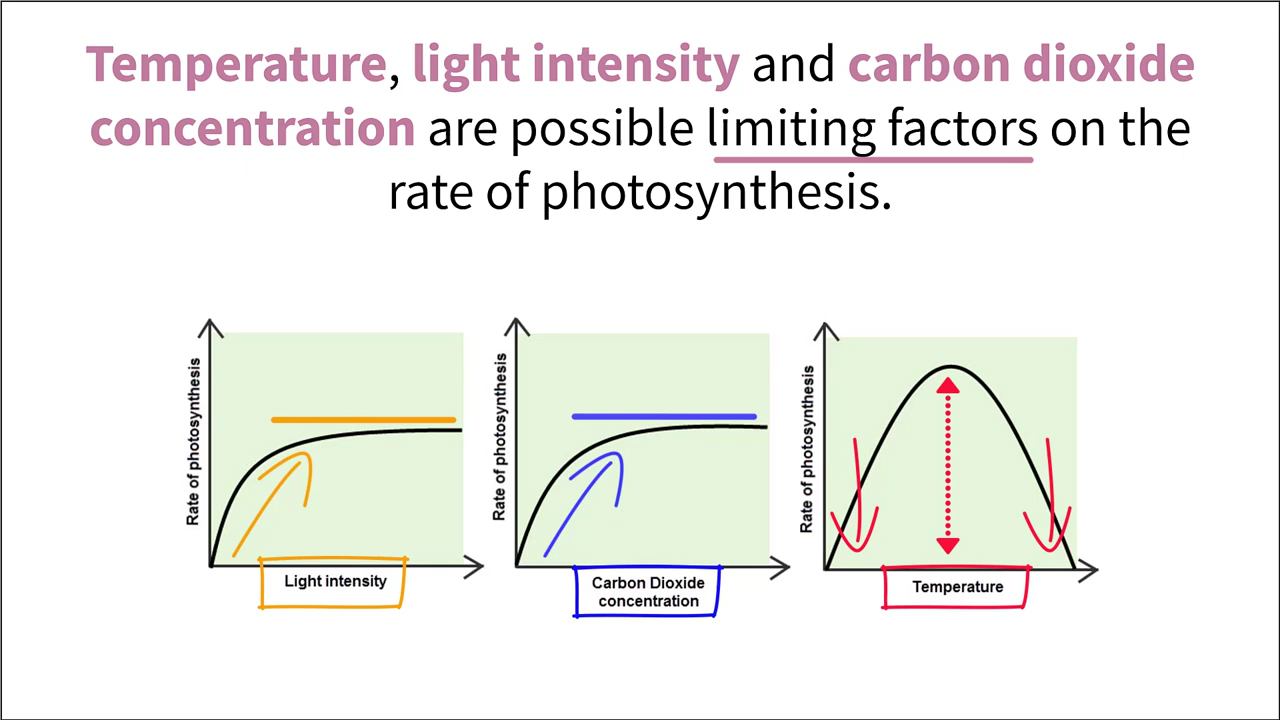 Temperature, light intensity and carbon dioxide
concentration are possible limiting factors on the
rate of photosynthesis.
Rate of photosynthesis
Light intensity
Rate of photosynthesis
Carbon Dioxide
concentration
Rate of photosynthesis
Temperature